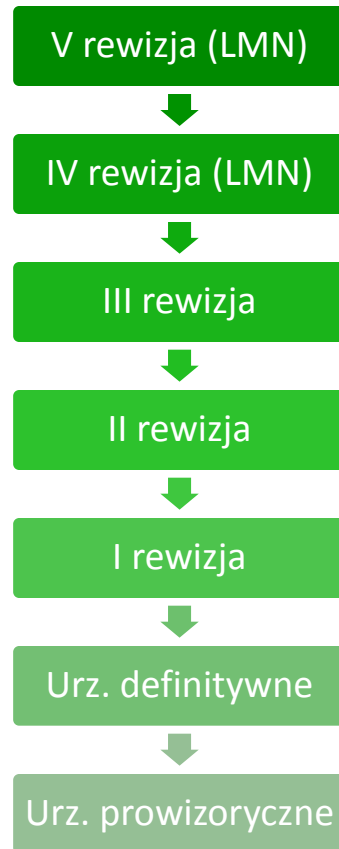 V rewizja (LMN)
IV rewizja (LMN)
III rewizja
II rewizja
I rewizja
Urz. definitywne
Urz. prowizoryczne